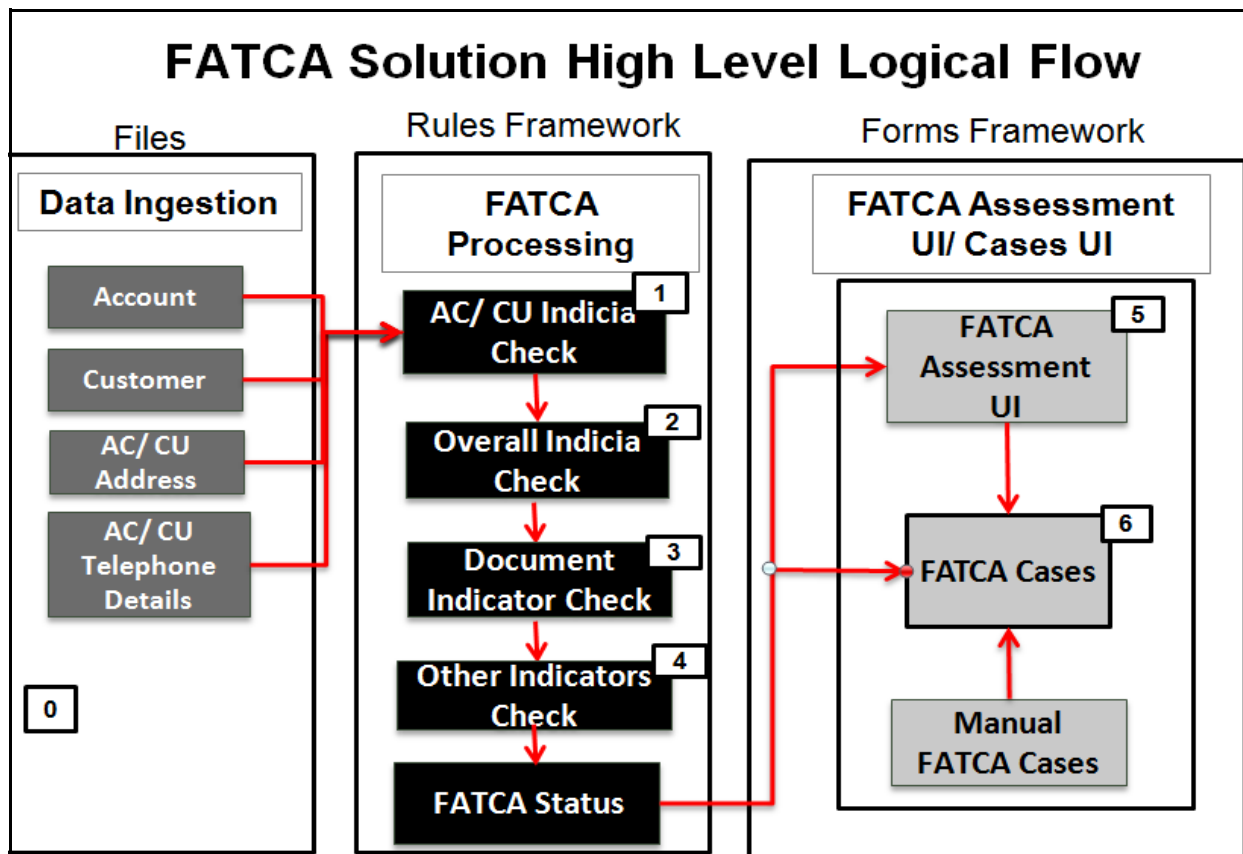 FATCA Solution High Level Logical Flow
Files
Data Ingestion
Account
Customer
AC/ CU
Address
AC/ CU
Telephone
Details
0
Rules Framework
FATCA
Processing
1
AC/ CU Indicia
Check
2
Overall Indicia
Check
3
Document
Indicator Check
4
Other Indicators
Check
FATCA Status
Forms Framework
FATCA Assessment
UI/ Cases UI
5
FATCA
Assessment
UI
6
FATCA Cases
Manual
FATCA Cases